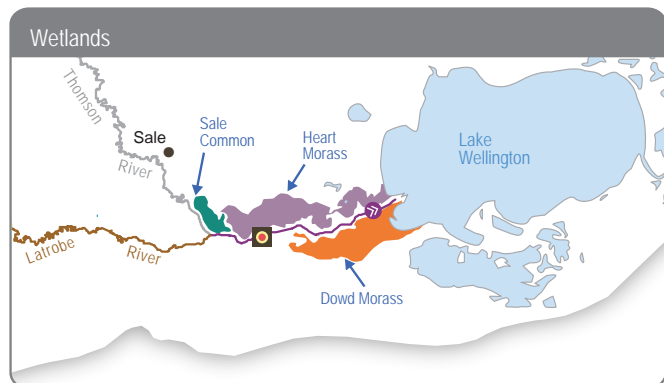 Wetlands
Thomson
River
Sale
Sale
Common
Heart
Morass
Lake
Wellington
Latrobe
River
Dowd Morass